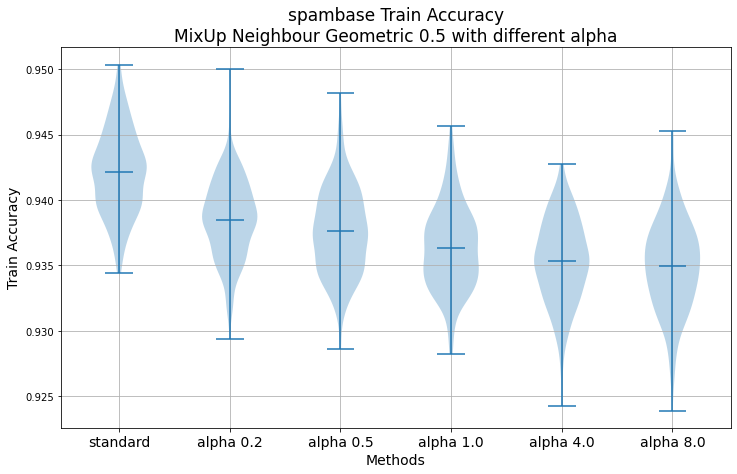 spambase Train Accuracy
MixUp Neighbour Geometric 0.5 with different alpha
0.950
0.945
0.940
0.935
0.930
0.925
Train Accuracy
standard
alpha 0.2
alpha 0.5
alpha 1.0
alpha 4.0
alpha 8.0
Methods